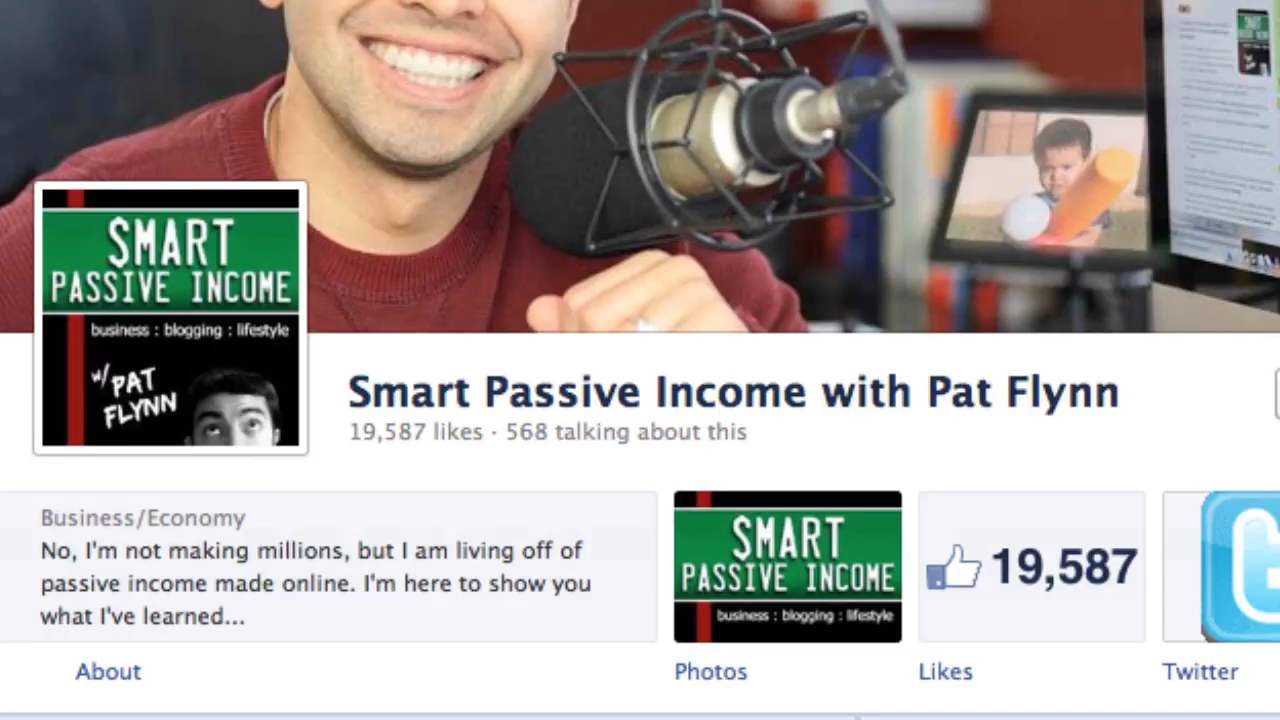 $MART
PASSIVE INCOME
business : blogging : lifestyle
w/ PAT
FLYNN
Smart Passive Income with Pat Flynn
19,587 likes · 568 talking about this
Business/Economy
No, I'm not making millions, but I am living off of
passive income made online. I'm here to show you
what I've learned...
$MART
PASSIVE INCOME
business : blogging : lifestyle
19,587
About
Photos
Likes
Twitter